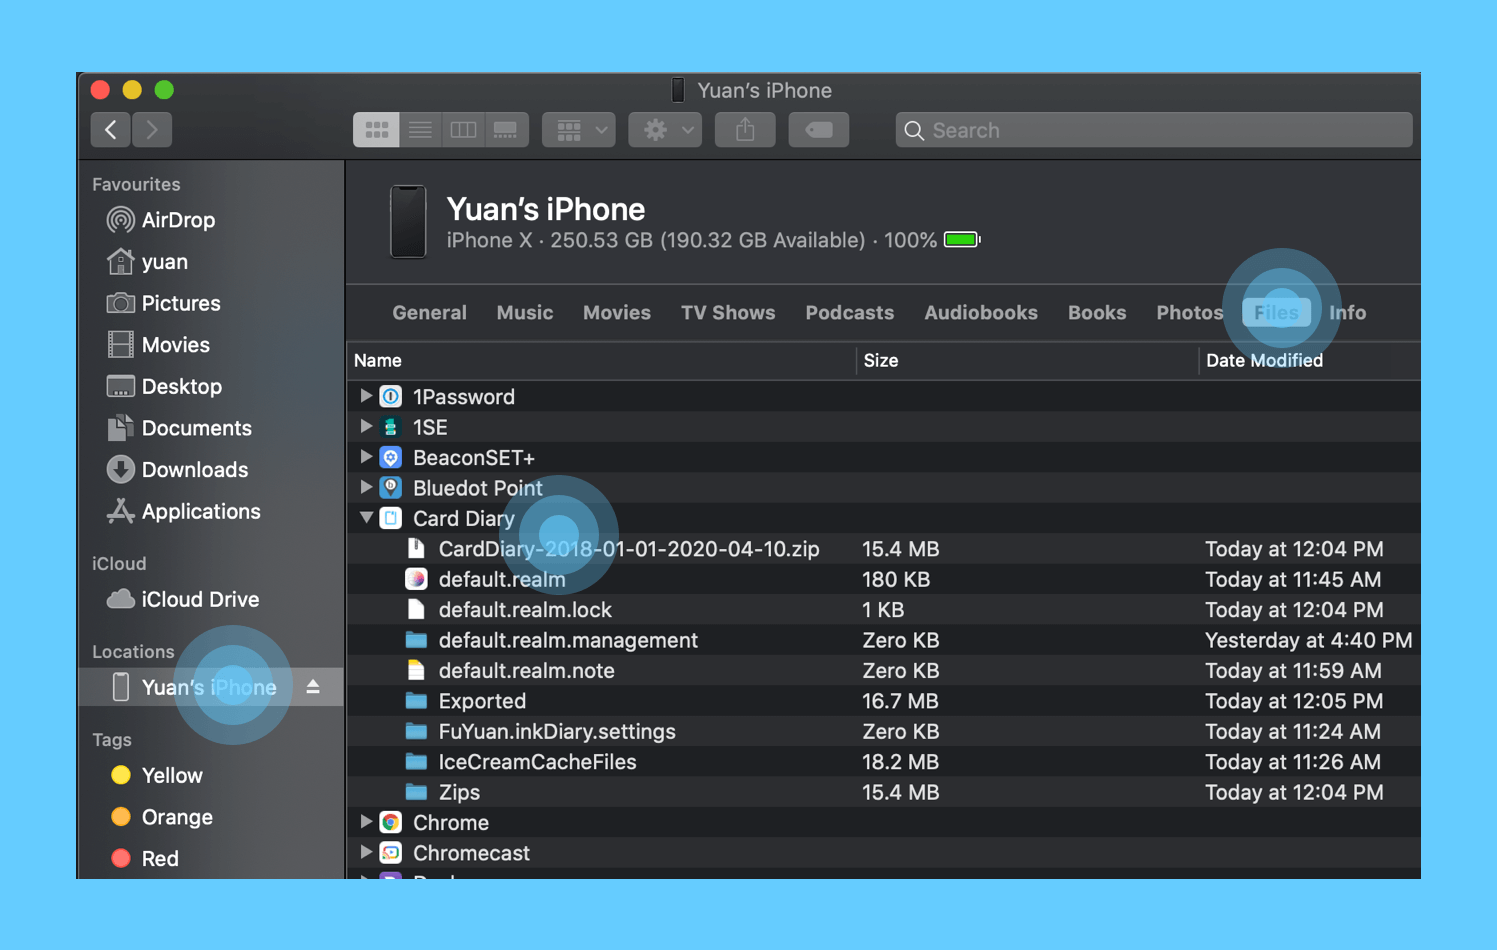 Yuan's iPhone
Search
Favourites
AirDrop
yuan
Pictures
Movies
Desktop
Documents
Downloads
Applications
iCloud
iCloud Drive
Locations
Yuan's iPhone
Tags
Yellow
Orange
Red
Yuan's iPhone
iPhone X · 250.53 GB (190.32 GB Available) · 100%
General Music Movies TV Shows Podcasts Audiobooks Books Photos Files Info
Name Size Date Modified
1Password
1SE
BeaconSET+
Bluedot Point
Card Diary
CardDiary-2018-01-01-2020-04-10.zip 15.4 MB Today at 12:04 PM
default.realm 180 KB Today at 11:45 AM
default.realm.lock 1 KB Today at 12:04 PM
default.realm.management Zero KB Yesterday at 4:40 PM
default.realm.note Zero KB Today at 11:59 AM
Exported 16.7 MB Today at 12:05 PM
FuYuan.inkDiary.settings Zero KB Today at 11:24 AM
IceCreamCacheFiles 18.2 MB Today at 11:26 AM
Zips 15.4 MB Today at 12:04 PM
Chrome
Chromecast